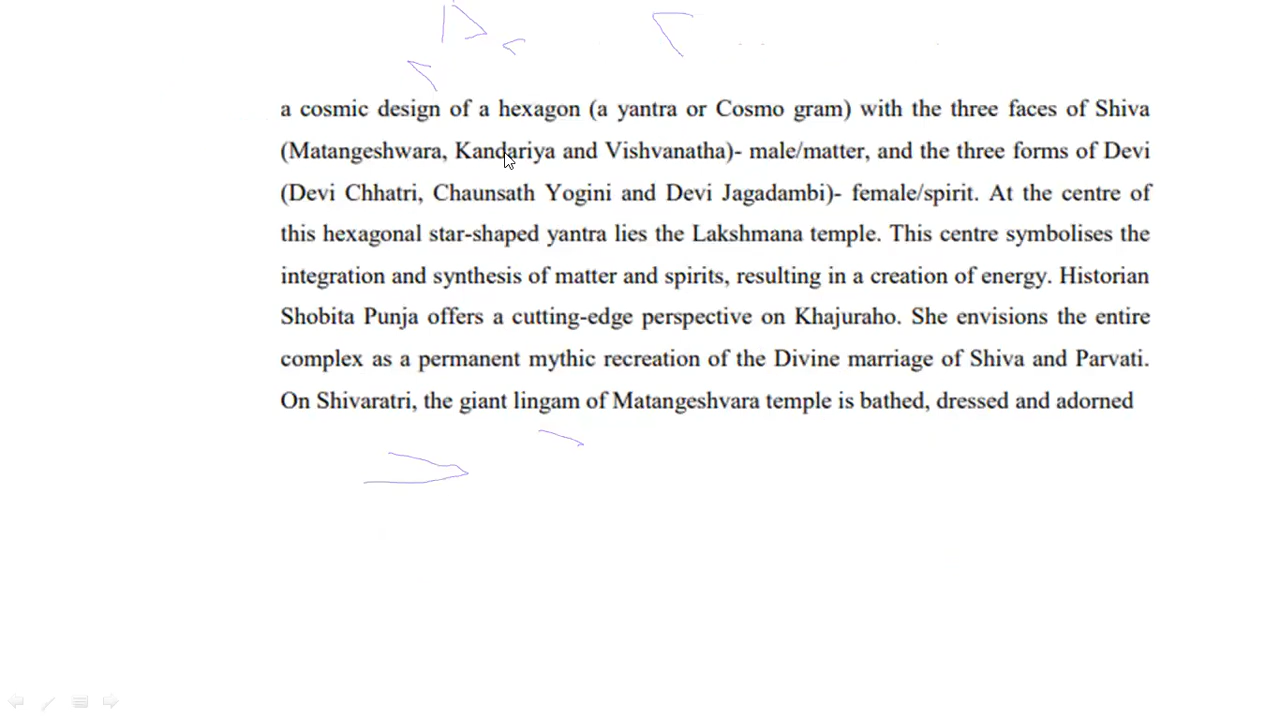 a cosmic design of a hexagon (a yantra or Cosmo gram) with the three faces of Shiva
(Matangeshwara, Kandariya and Vishvanatha)- male/matter, and the three forms of Devi
(Devi Chhatri, Chaunsath Yogini and Devi Jagadambi)- female/spirit. At the centre of
this hexagonal star-shaped yantra lies the Lakshmana temple. This centre symbolises the
integration and synthesis of matter and spirits, resulting in a creation of energy. Historian
Shobita Punja offers a cutting-edge perspective on Khajuraho. She envisions the entire
complex as a permanent mythic recreation of the Divine marriage of Shiva and Parvati.
On Shivaratri, the giant lingam of Matangeshvara temple is bathed, dressed and adorned